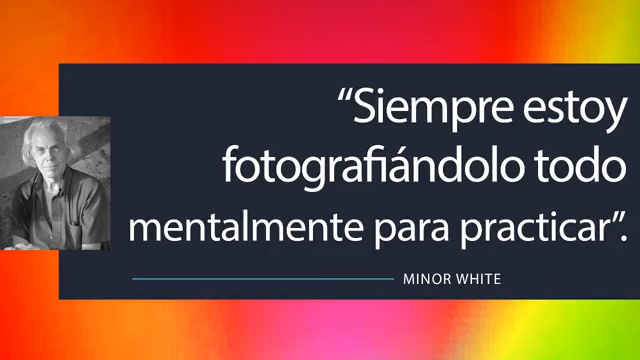 “Siempre estoy
fotografiándolo todo
mentalmente para practicar”.
MINOR WHITE